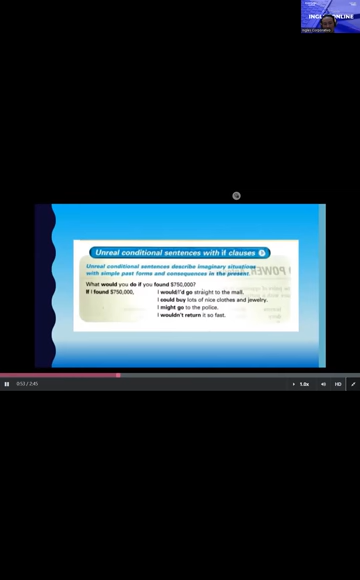 INGL ONLINE
Unreal conditional sentences with if clauses
Unreal conditional sentences describe imaginary situations
with simple past forms and consequences in the present.
What would you do if you found $750,000?
If I found $750,000, I would/I'd go straight to the mall.
I could buy lots of nice clothes and jewelry.
I might go to the police.
I wouldn't return it so fast.
POWER
0:53 / 2:45
1.0x
HD